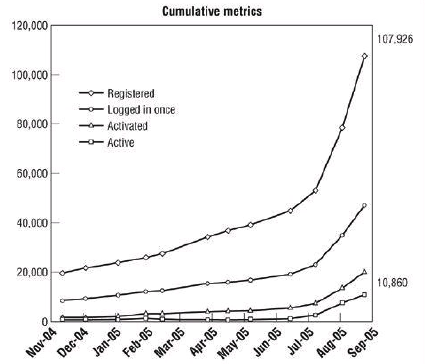 Cumulative metrics
120,000
107,926
100,000
Registered
Logged in once
Activated
Active
80,000
60,000
40,000
20,000
10,860
0
Nov-04 Dec-04 Jan-05 Feb-05 Mar-05 Apr-05 May-05 Jun-05 Jul-05 Aug-05 Sep-05